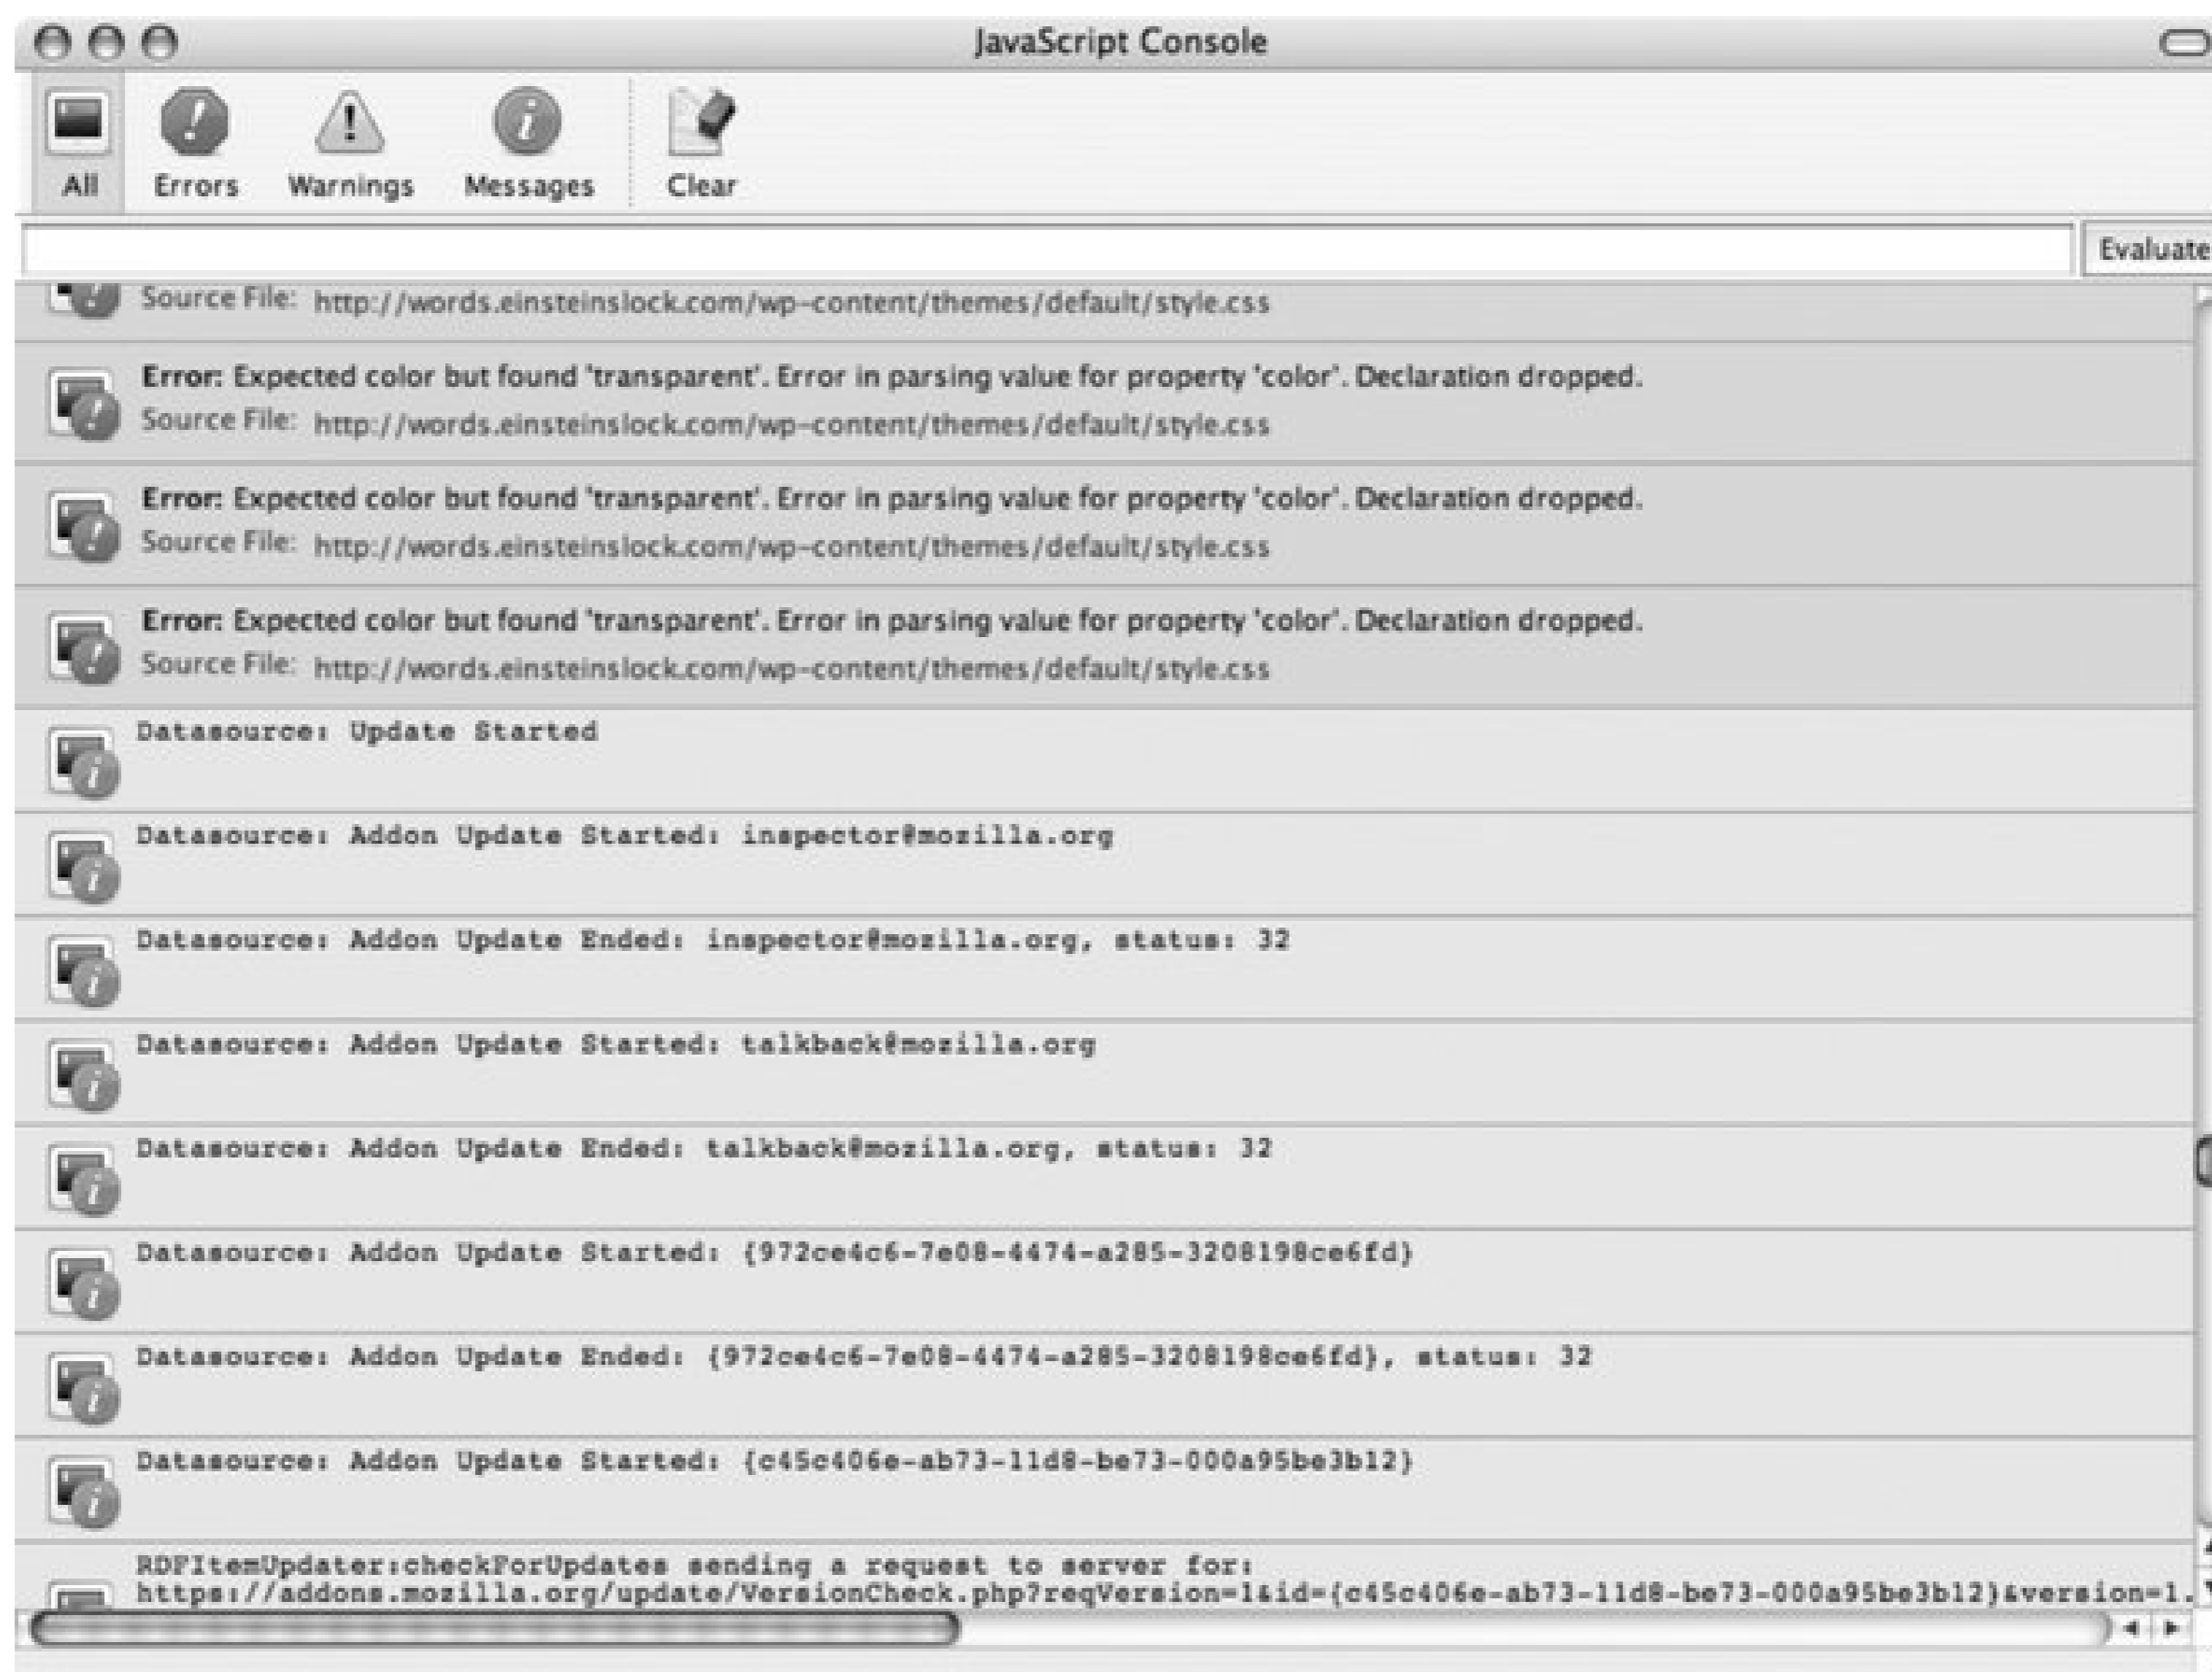 JavaScript Console
All Errors Warnings Messages Clear
Evaluate
Source File: http://words.einsteinslock.com/wp-content/themes/default/style.css
Error: Expected color but found 'transparent'. Error in parsing value for property 'color'. Declaration dropped.
Source File: http://words.einsteinslock.com/wp-content/themes/default/style.css
Error: Expected color but found 'transparent'. Error in parsing value for property 'color'. Declaration dropped.
Source File: http://words.einsteinslock.com/wp-content/themes/default/style.css
Error: Expected color but found 'transparent'. Error in parsing value for property 'color'. Declaration dropped.
Source File: http://words.einsteinslock.com/wp-content/themes/default/style.css
Datasource: Update Started
Datasource: Addon Update Started: inspector@mozilla.org
Datasource: Addon Update Ended: inspector@mozilla.org, status: 32
Datasource: Addon Update Started: talkback@mozilla.org
Datasource: Addon Update Ended: talkback@mozilla.org, status: 32
Datasource: Addon Update Started: {972ce4c6-7e08-4474-a285-3208198ce6fd}
Datasource: Addon Update Ended: {972ce4c6-7e08-4474-a285-3208198ce6fd}, status: 32
Datasource: Addon Update Started: {c45c406e-ab73-11d8-be73-000a95be3b12}
RDFItemUpdater:checkForUpdates sending a request to server for:
https://addons.mozilla.org/update/VersionCheck.php?reqVersion=1&id={c45c406e-ab73-11d8-be73-000a95be3b12}&version=1.